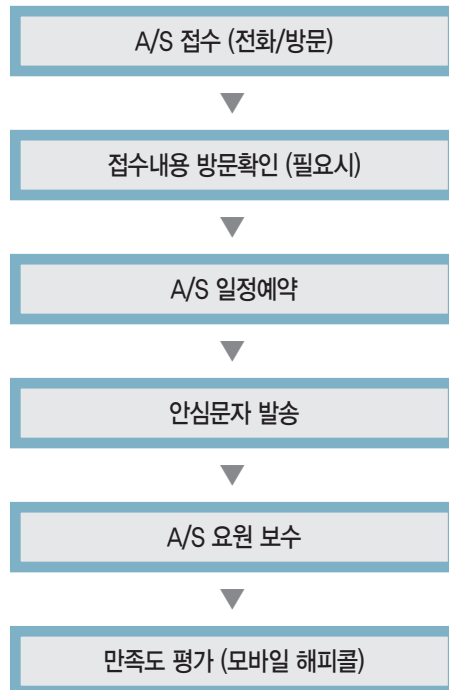 A/S 접수 (전화/방문)
접수내용 방문확인 (필요시)
A/S 일정예약
안심문자 발송
A/S 요원 보수
만족도 평가 (모바일 해피콜)